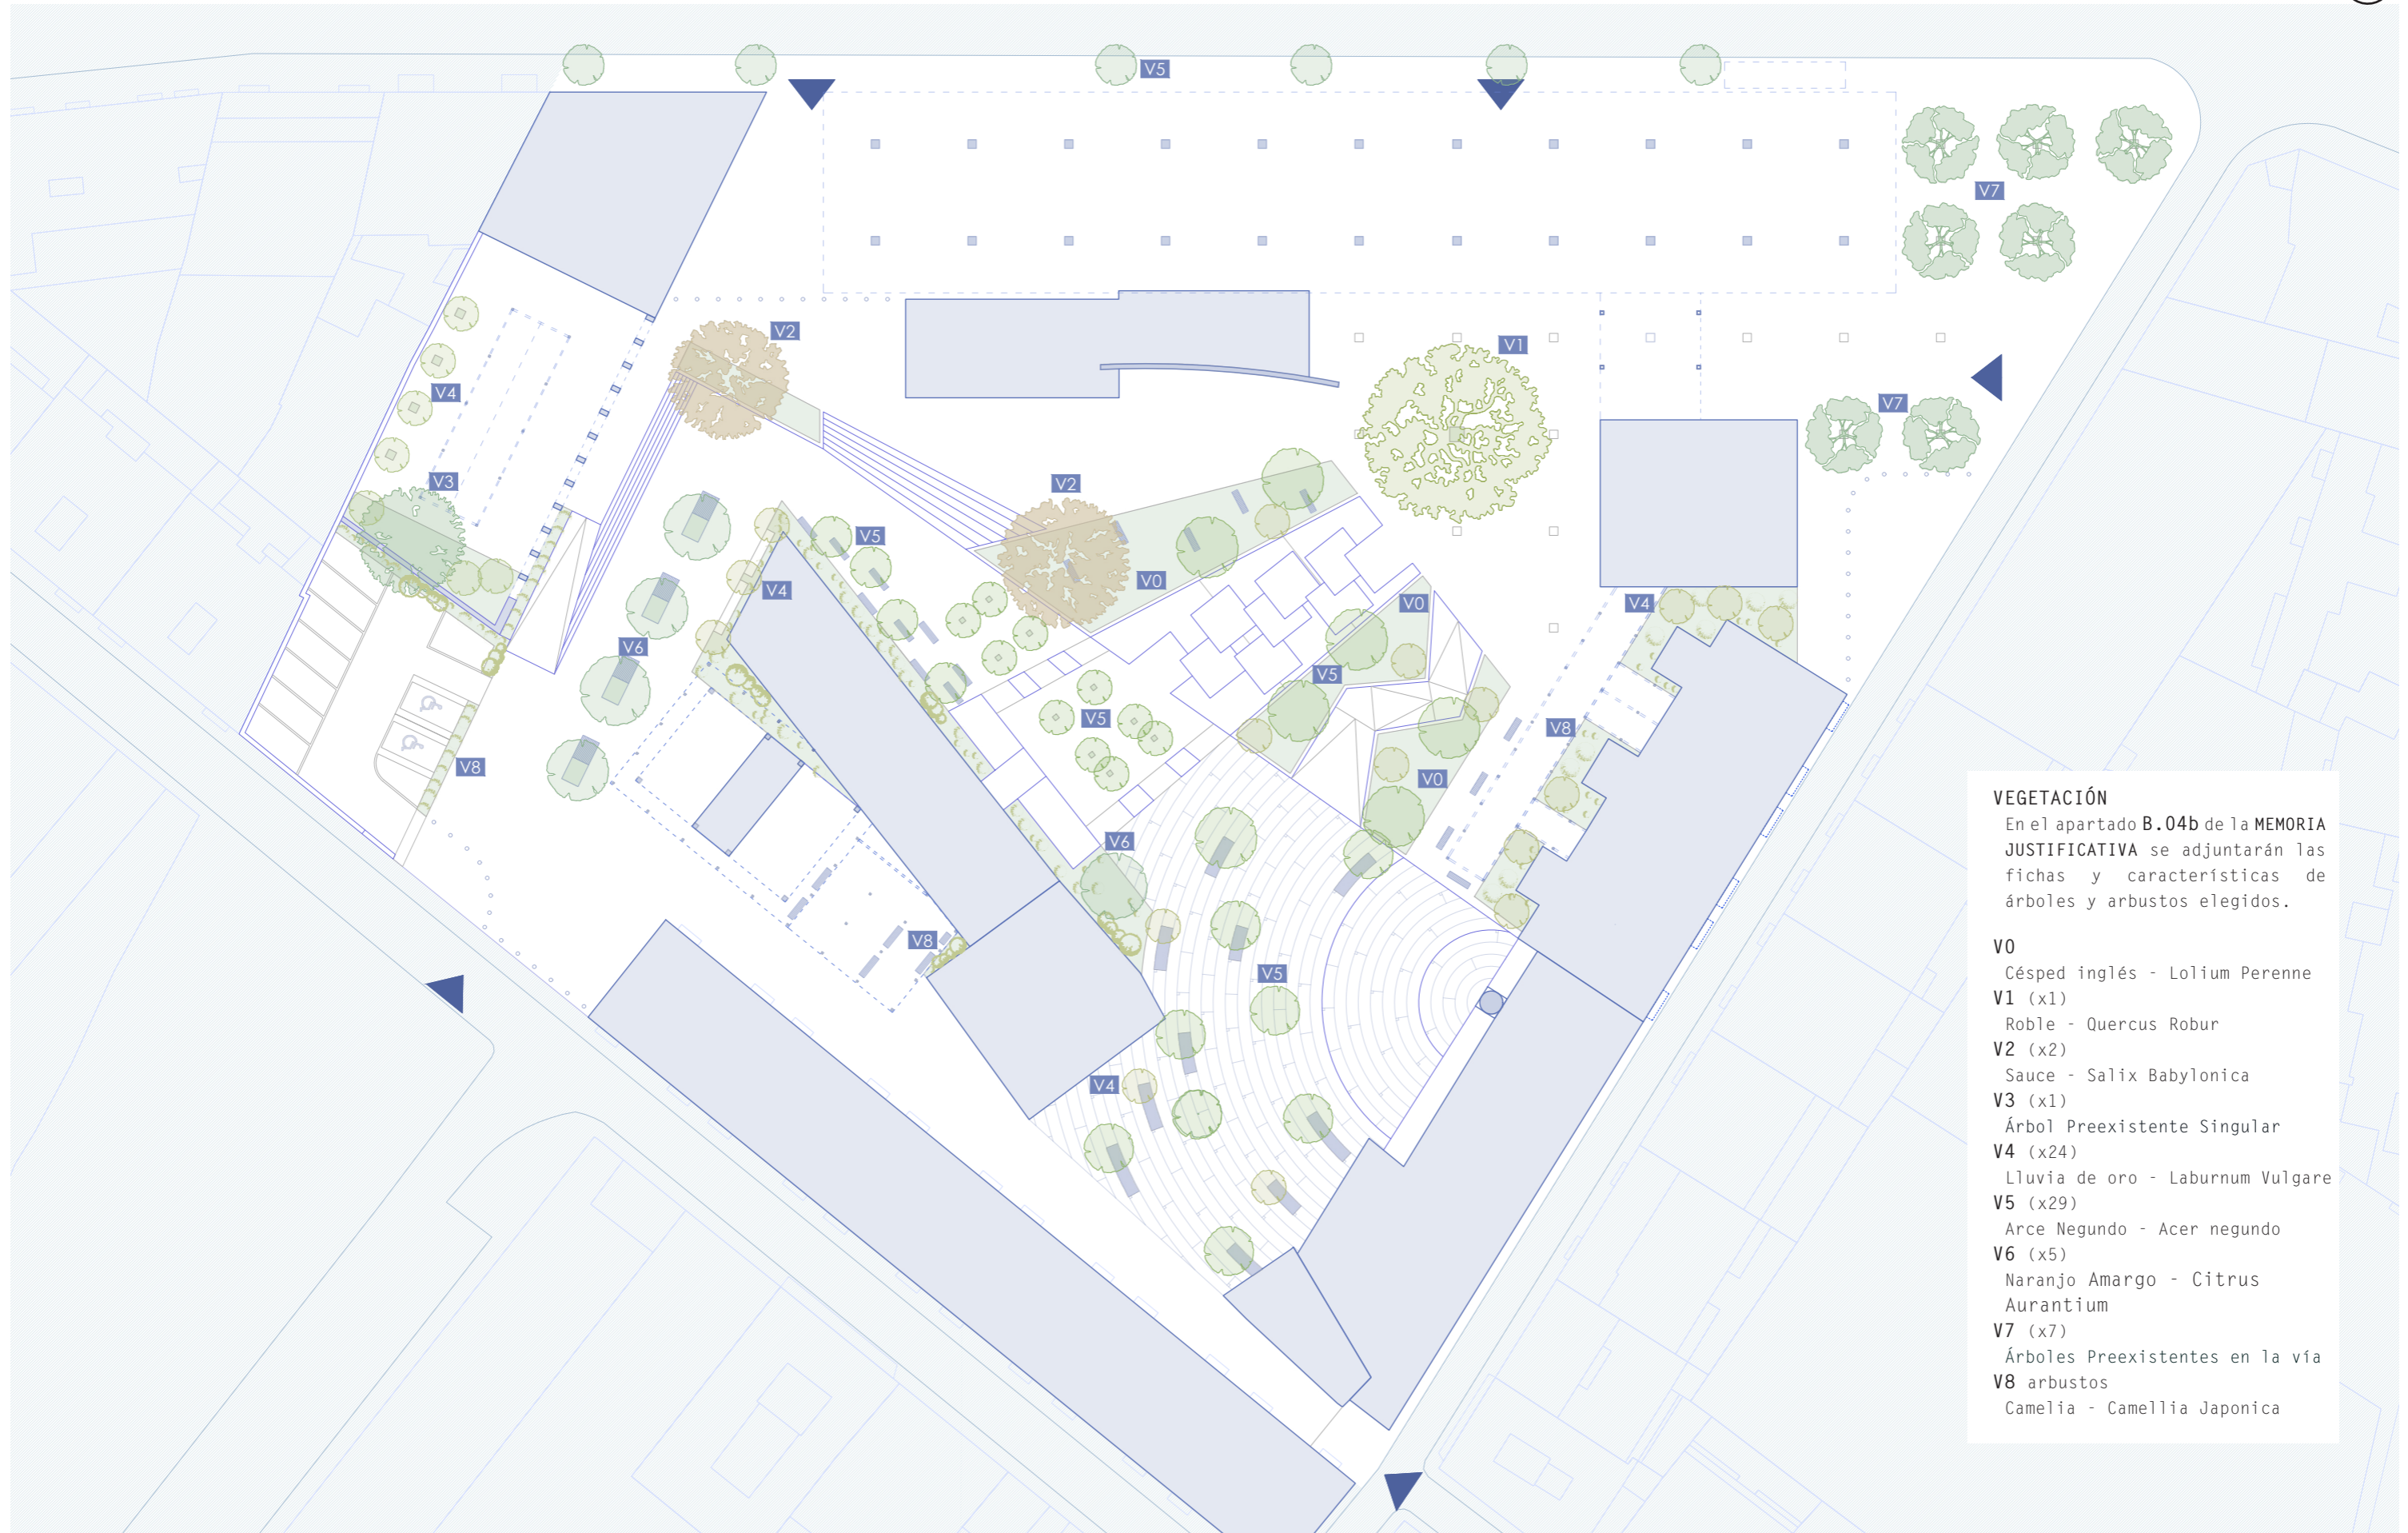 V5
V7
V2
V1
V4
V7
V3
V2
V5
V0
V4
V0
V4
V6
V5
V5
V8
V8
V0
V6
V8
V5
V4
VEGETACIÓN
En el apartado B.04b de la MEMORIA
JUSTIFICATIVA se adjuntarán las
fichas y características de
árboles y arbustos elegidos.
V0
Césped inglés - Lolium Perenne
V1 (x1)
Roble - Quercus Robur
V2 (x2)
Sauce - Salix Babylonica
V3 (x1)
Árbol Preexistente Singular
V4 (x24)
Lluvia de oro - Laburnum Vulgare
V5 (x29)
Arce Negundo - Acer negundo
V6 (x5)
Naranjo Amargo - Citrus
Aurantium
V7 (x7)
Árboles Preexistentes en la vía
V8 arbustos
Camelia - Camellia Japonica